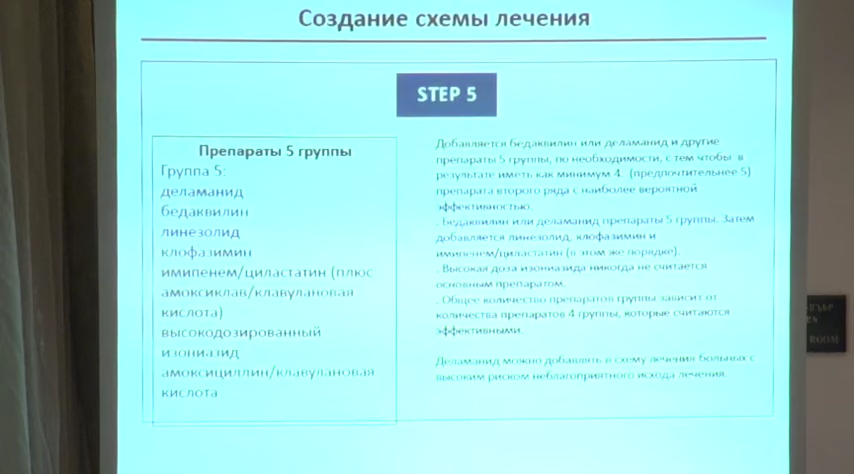 Создание схемы лечения
STEP 5
Препараты 5 группы
Группа 5:
деламанид
бедаквилин
линезолид
клофазимин
имипенем/циластатин (плюс
амоксиклав/клавулановая
кислота)
высокодозированный
изониазид
амоксициллин/клавулановая
кислота
Добавляется бедаквилин или деламанид и другие
препараты 5 группы, по необходимости, с тем чтобы в
результате иметь как минимум 4 (предпочтительнее 5)
препарата второго ряда с наиболее вероятной
эффективностью.
. Бедаквилин или деламанид препараты 5 группы. Затем
добавляется линезолид, клофазимин и
имипенем/циластатин (в этом же порядке).
. Высокая доза изониазида никогда не считается
основным препаратом.
. Общее количество препаратов группы зависит от
количества препаратов 4 группы, которые считаются
эффективными.
Деламанид можно добавлять в схему лечения больных с
высоким риском неблагоприятного исхода лечения.
ROOM